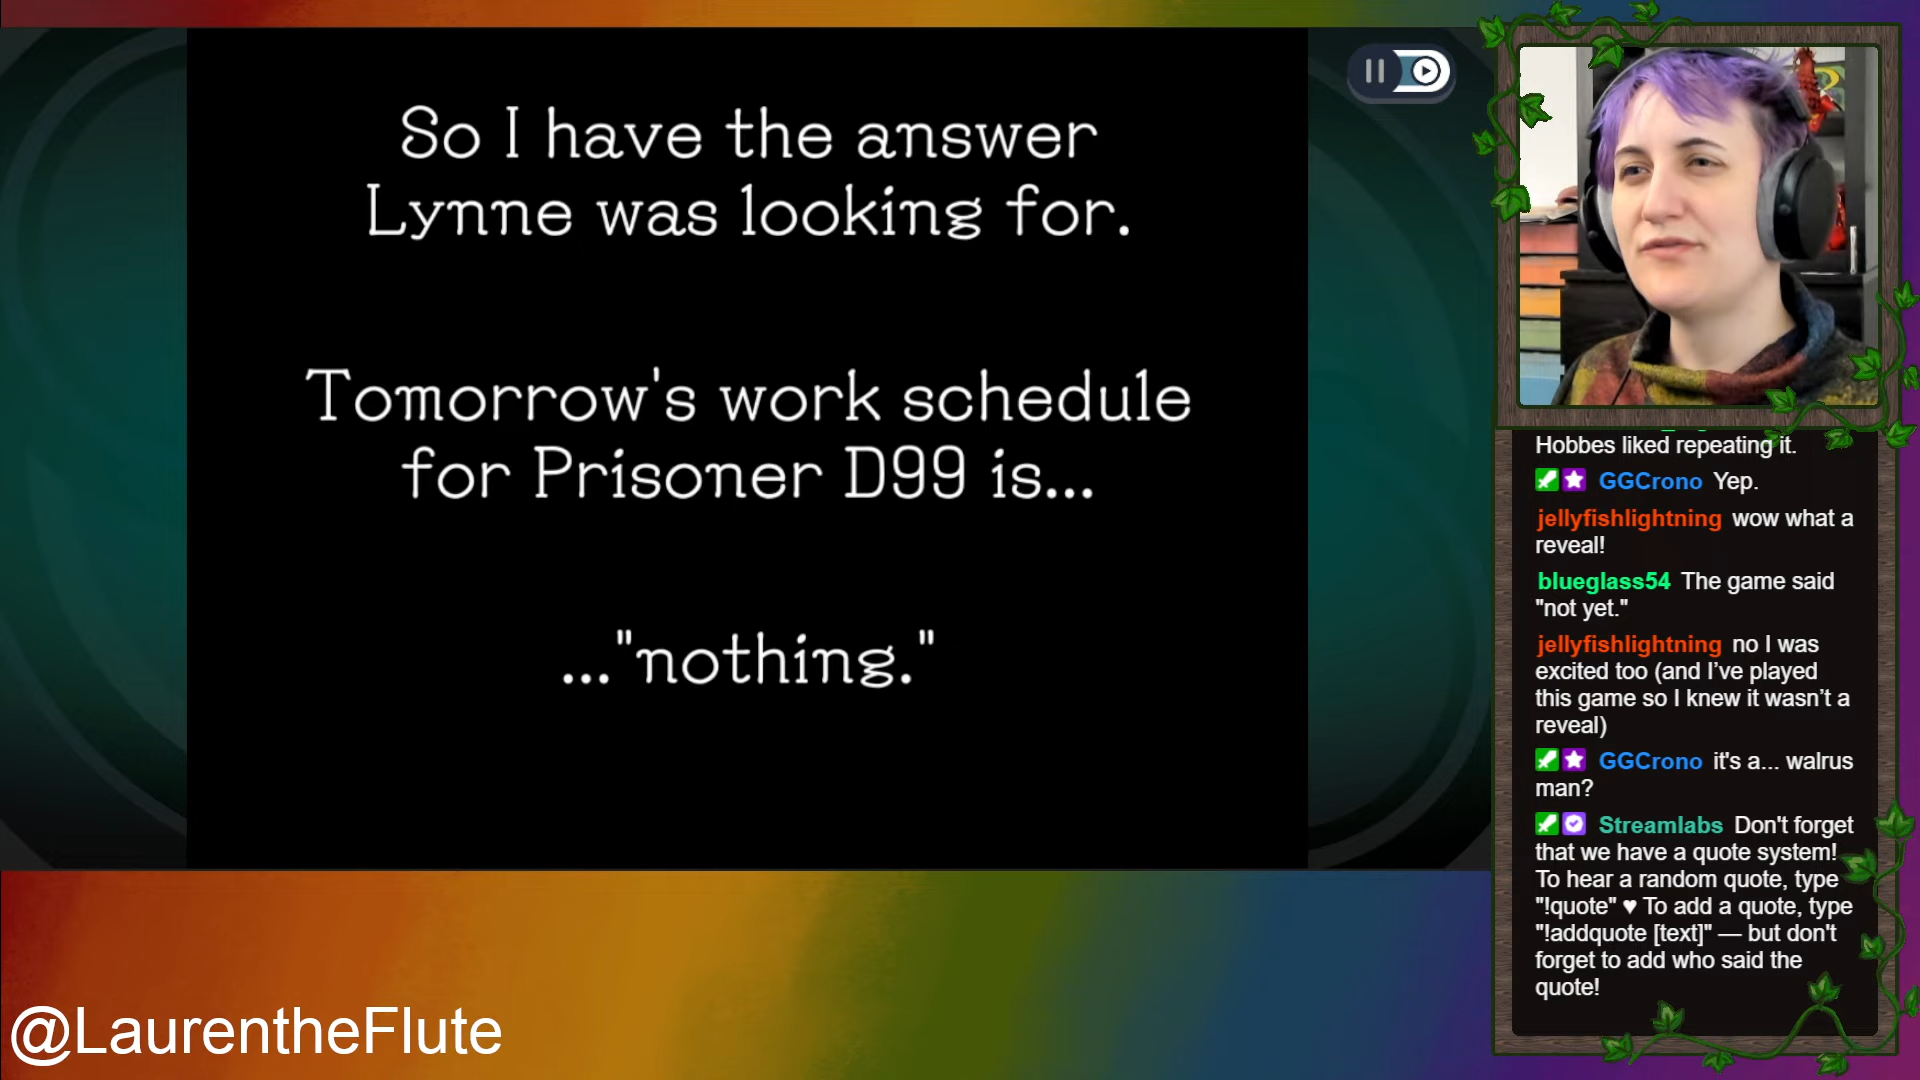 So I have the answer
Lynne was looking for.
Tomorrow's work schedule
for Prisoner D99 is...
..."nothing."
Hobbes liked repeating it.
GGCrono Yep.
jellyfishlightning wow what a
reveal!
blueglass54 The game said
"not yet."
jellyfishlightning no I was
excited too (and I’ve played
this game so I knew it wasn’t a
reveal)
GGCrono it's a... walrus
man?
Streamlabs Don't forget
that we have a quote system!
To hear a random quote, type
"!quote" ♥ To add a quote, type
"!addquote [text]" — but don't
forget to add who said the
quote!
@LaurentheFlute